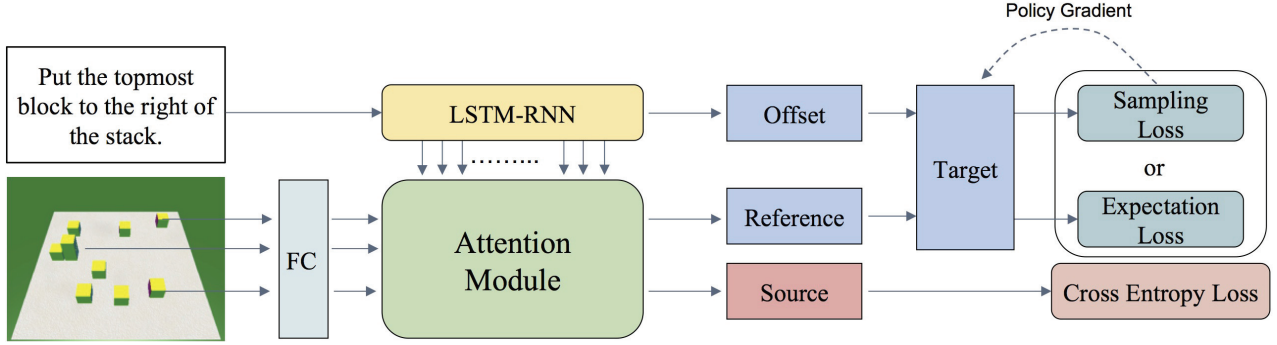 Policy Gradient
Put the topmost
block to the right of
the stack.
LSTM-RNN
Offset
Sampling
Loss
.........
Target
or
FC
Attention
Module
Reference
Expectation
Loss
Source
Cross Entropy Loss